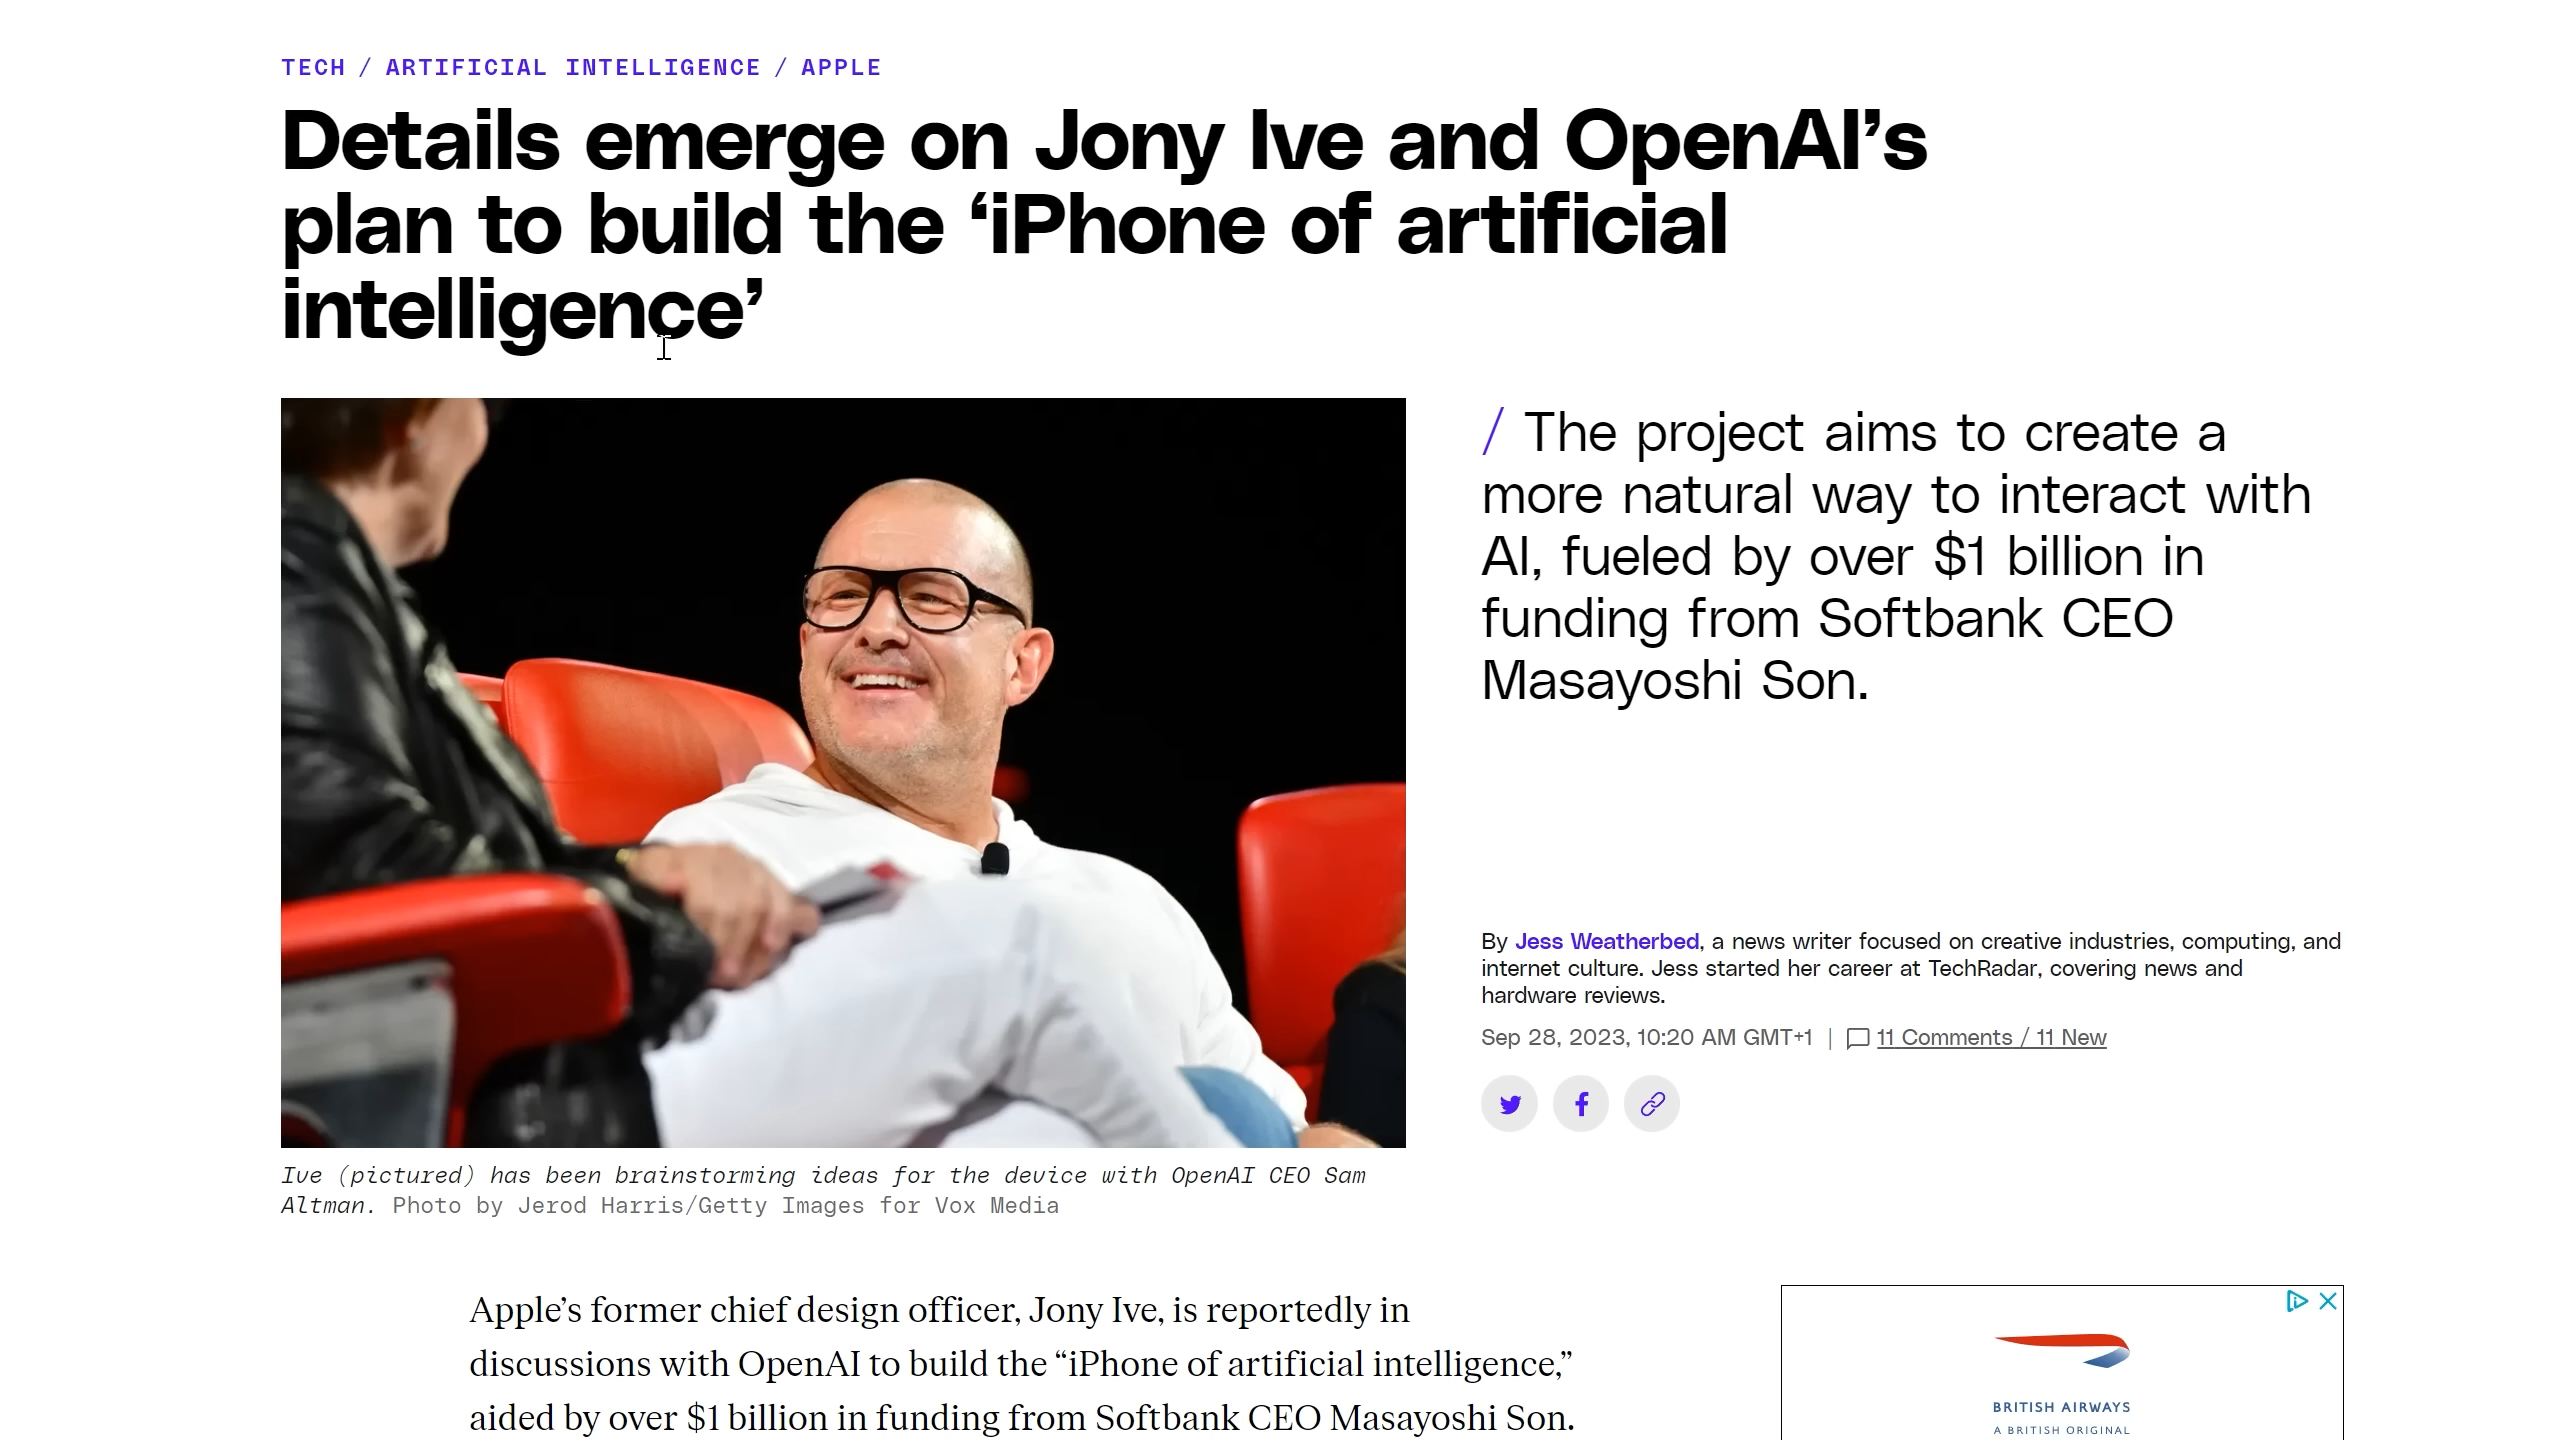 TECH / ARTIFICIAL INTELLIGENCE / APPLE
Details emerge on Jony Ive and OpenAI’s
plan to build the ‘iPhone of artificial
intelligence’
/ The project aims to create a
more natural way to interact with
AI, fueled by over $1 billion in
funding from Softbank CEO
Masayoshi Son.
By Jess Weatherbed, a news writer focused on creative industries, computing, and
internet culture. Jess started her career at TechRadar, covering news and
hardware reviews.
Sep 28, 2023, 10:20 AM GMT+1 | 11 Comments / 11 New
Ive (pictured) has been brainstorming ideas for the device with OpenAI CEO Sam
Altman. Photo by Jerod Harris/Getty Images for Vox Media
Apple’s former chief design officer, Jony Ive, is reportedly in
discussions with OpenAI to build the “iPhone of artificial intelligence,”
aided by over $1 billion in funding from Softbank CEO Masayoshi Son.
BRITISH AIRWAYS
A BRITISH ORIGINAL